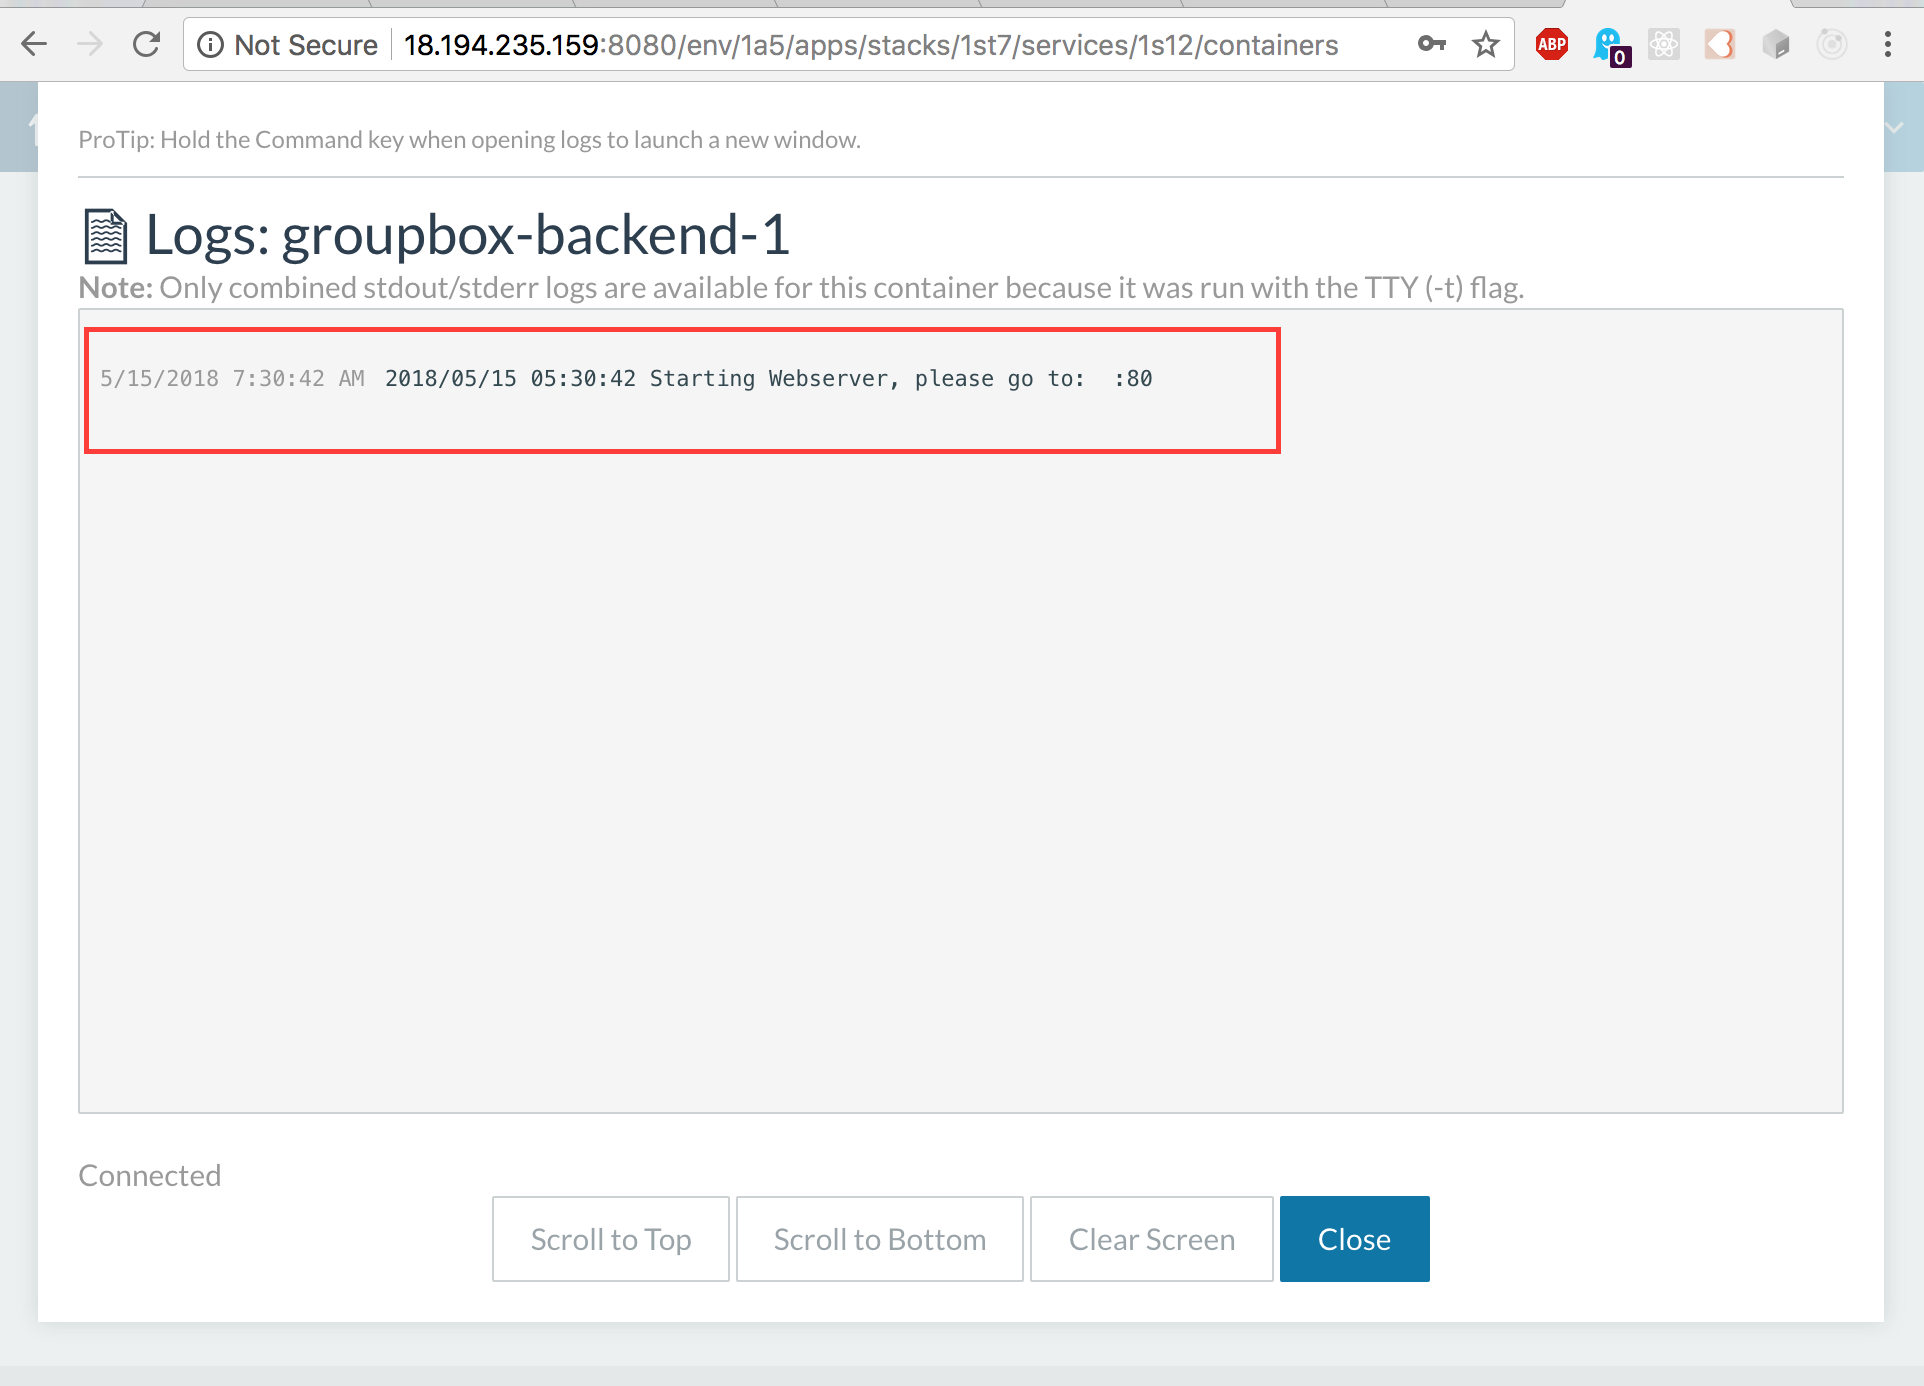 Not Secure 18.194.235.159:8080/env/1a5/apps/stacks/1st7/services/1s12/containers ABP 0
ProTip: Hold the Command key when opening logs to launch a new window.
Logs: groupbox-backend-1
Note: Only combined stdout/stderr logs are available for this container because it was run with the TTY (-t) flag.
5/15/2018 7:30:42 AM 2018/05/15 05:30:42 Starting Webserver, please go to:  :80
Connected
Scroll to Top Scroll to Bottom Clear Screen Close